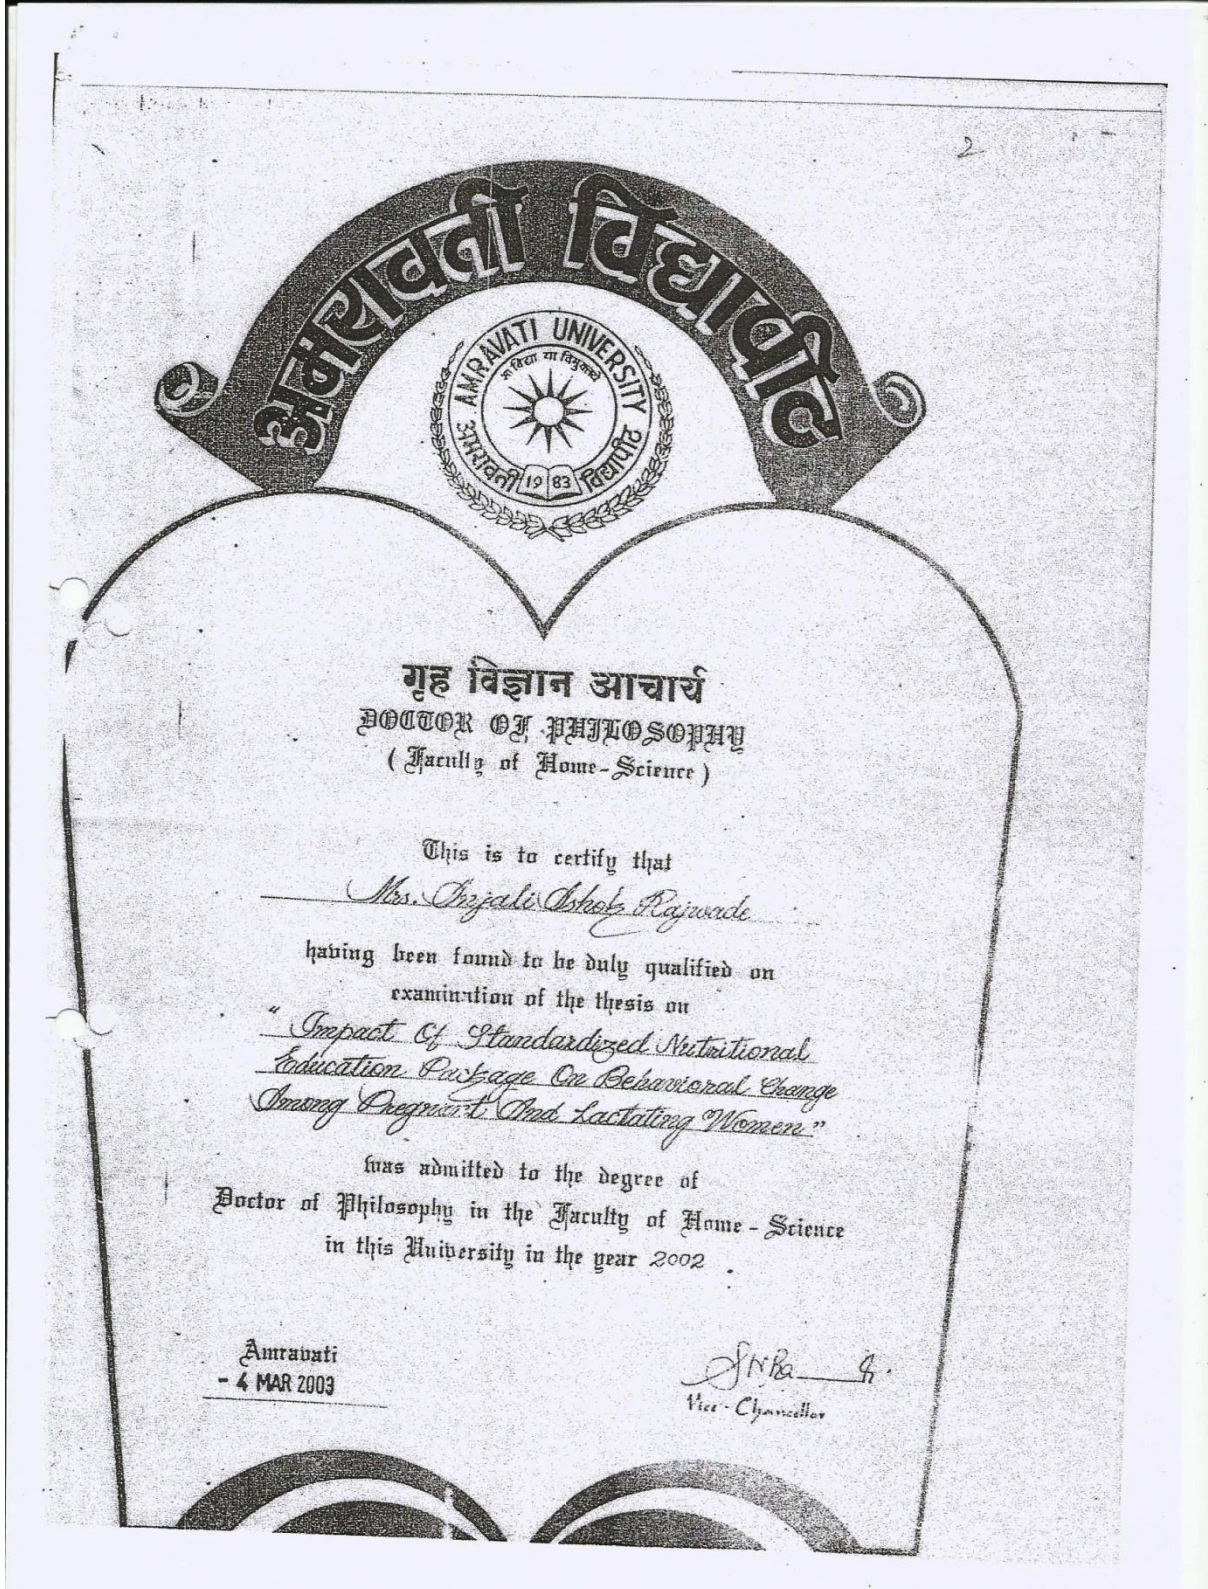 2
अमरावती विद्यापीठ
AMRAVATI UNIVERSITY
सा विद्या या विमुक्तये
अमरावती 1983 विद्यापीठ
गृह विज्ञान आचार्य
DOCTOR OF PHILOSOPHY
( Faculty of Home-Science )
This is to certify that
Mrs. Anjali Ashok Rajwade
having been found to be duly qualified on
examination of the thesis on
" Impact Of Standardized Nutritional
Education Package On Behavioral Change
Among Pregnant And Lactating Women "
was admitted to the degree of
Doctor of Philosophy in the Faculty of Home - Science
in this University in the year 2002
Amravati
- 4 MAR 2003
Vice - Chancellor